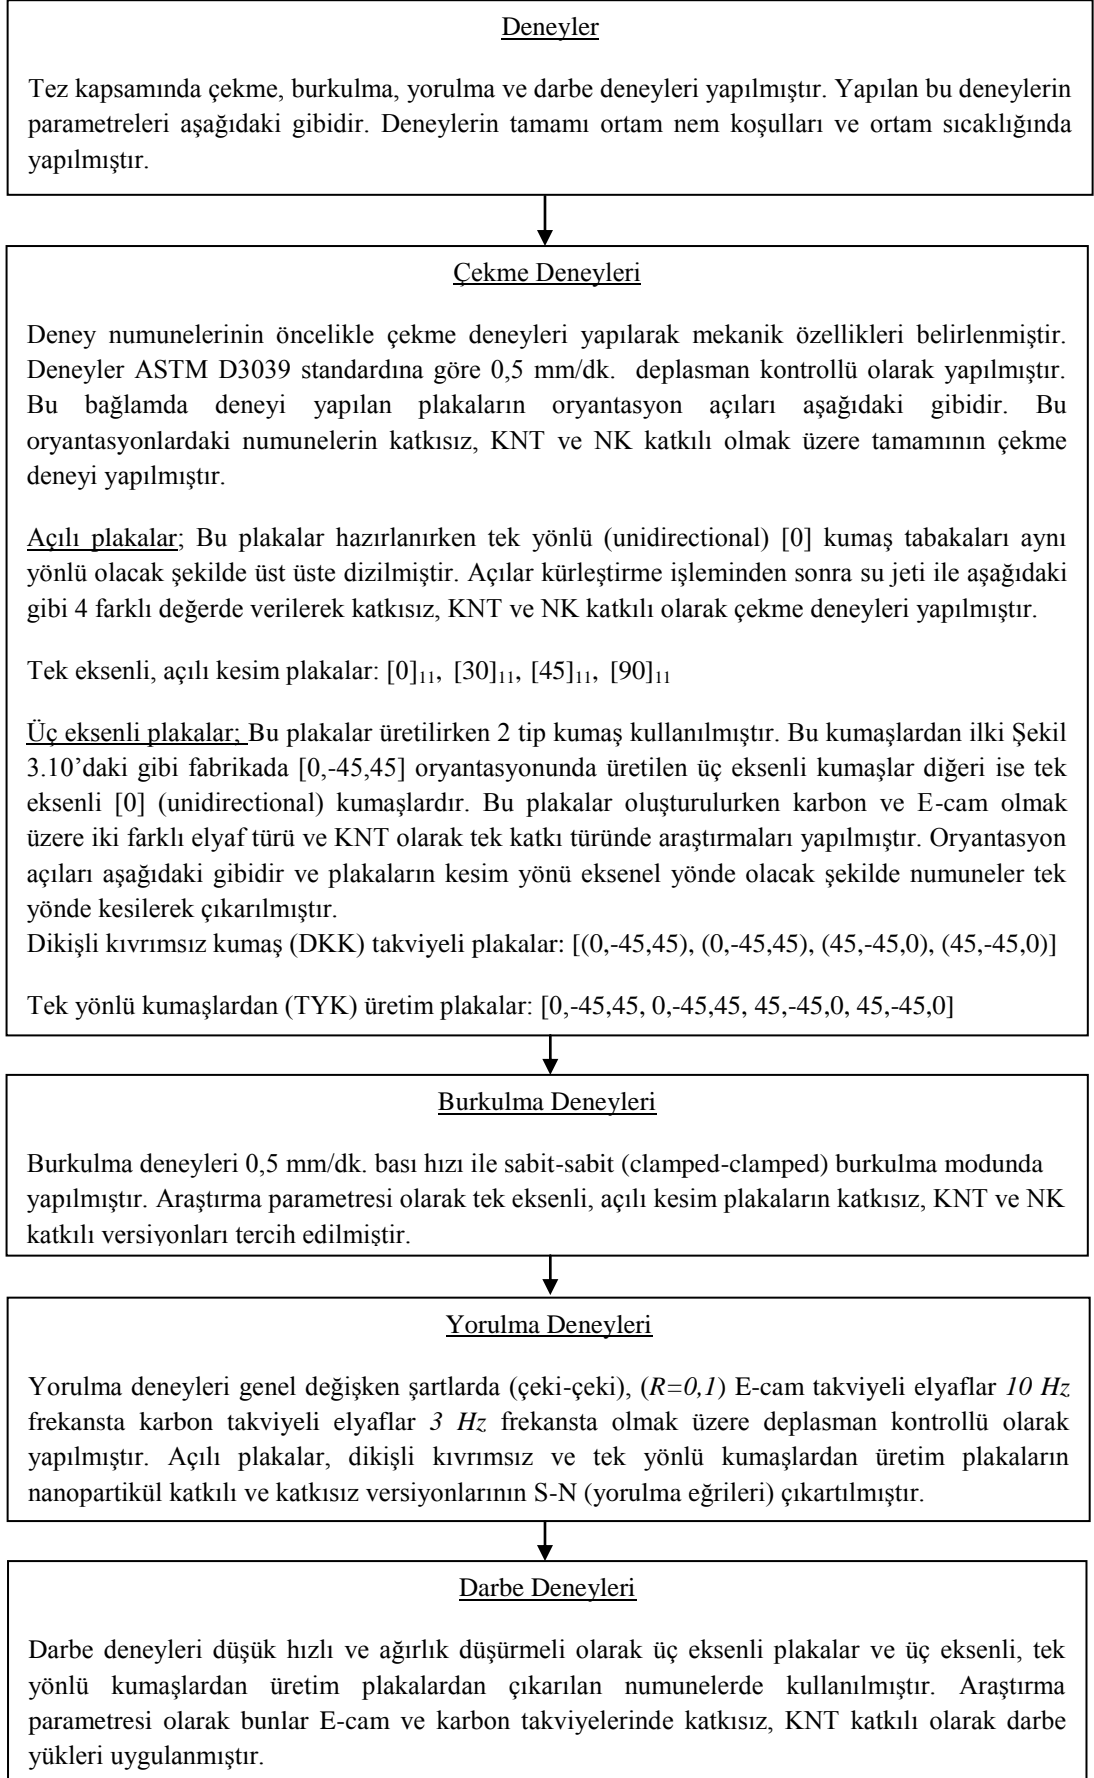 Deneyler
Tez kapsamında çekme, burkulma, yorulma ve darbe deneyleri yapılmıştır. Yapılan bu deneylerin
parametreleri aşağıdaki gibidir. Deneylerin tamamı ortam nem koşulları ve ortam sıcaklığında
yapılmıştır.
Çekme Deneyleri
Deney numunelerinin öncelikle çekme deneyleri yapılarak mekanik özellikleri belirlenmiştir.
Deneyler ASTM D3039 standardına göre 0,5 mm/dk. deplasman kontrollü olarak yapılmıştır.
Bu bağlamda deneyi yapılan plakaların oryantasyon açıları aşağıdaki gibidir. Bu
oryantasyonlardaki numunelerin katkısız, KNT ve NK katkılı olmak üzere tamamının çekme
deneyi yapılmıştır.
Açılı plakalar; Bu plakalar hazırlanırken tek yönlü (unidirectional) [0] kumaş tabakaları aynı
yönlü olacak şekilde üst üste dizilmiştir. Açılar kürleştirme işleminden sonra su jeti ile aşağıdaki
gibi 4 farklı değerde verilerek katkısız, KNT ve NK katkılı olarak çekme deneyleri yapılmıştır.
Tek eksenli, açılı kesim plakalar: [0]₁₁, [30]₁₁, [45]₁₁, [90]₁₁
Üç eksenli plakalar; Bu plakalar üretilirken 2 tip kumaş kullanılmıştır. Bu kumaşlardan ilki Şekil
3.10’daki gibi fabrikada [0,-45,45] oryantasyonunda üretilen üç eksenli kumaşlar diğeri ise tek
eksenli [0] (unidirectional) kumaşlardır. Bu plakalar oluşturulurken karbon ve E-cam olmak
üzere iki farklı elyaf türü ve KNT olarak tek katkı türünde araştırmaları yapılmıştır. Oryantasyon
açıları aşağıdaki gibidir ve plakaların kesim yönü eksenel yönde olacak şekilde numuneler tek
yönde kesilerek çıkarılmıştır.
Dikişli kıvrımsız kumaş (DKK) takviyeli plakalar: [(0,-45,45), (0,-45,45), (45,-45,0), (45,-45,0)]
Tek yönlü kumaşlardan (TYK) üretim plakalar: [0,-45,45, 0,-45,45, 45,-45,0, 45,-45,0]
Burkulma Deneyleri
Burkulma deneyleri 0,5 mm/dk. bası hızı ile sabit-sabit (clamped-clamped) burkulma modunda
yapılmıştır. Araştırma parametresi olarak tek eksenli, açılı kesim plakaların katkısız, KNT ve NK
katkılı versiyonları tercih edilmiştir.
Yorulma Deneyleri
Yorulma deneyleri genel değişken şartlarda (çeki-çeki), (R=0,1) E-cam takviyeli elyaflar 10 Hz
frekansta karbon takviyeli elyaflar 3 Hz frekansta olmak üzere deplasman kontrollü olarak
yapılmıştır. Açılı plakalar, dikişli kıvrımsız ve tek yönlü kumaşlardan üretim plakaların
nanopartikül katkılı ve katkısız versiyonlarının S-N (yorulma eğrileri) çıkartılmıştır.
Darbe Deneyleri
Darbe deneyleri düşük hızlı ve ağırlık düşürmeli olarak üç eksenli plakalar ve üç eksenli, tek
yönlü kumaşlardan üretim plakalardan çıkarılan numunelerde kullanılmıştır. Araştırma
parametresi olarak bunlar E-cam ve karbon takviyelerinde katkısız, KNT katkılı olarak darbe
yükleri uygulanmıştır.